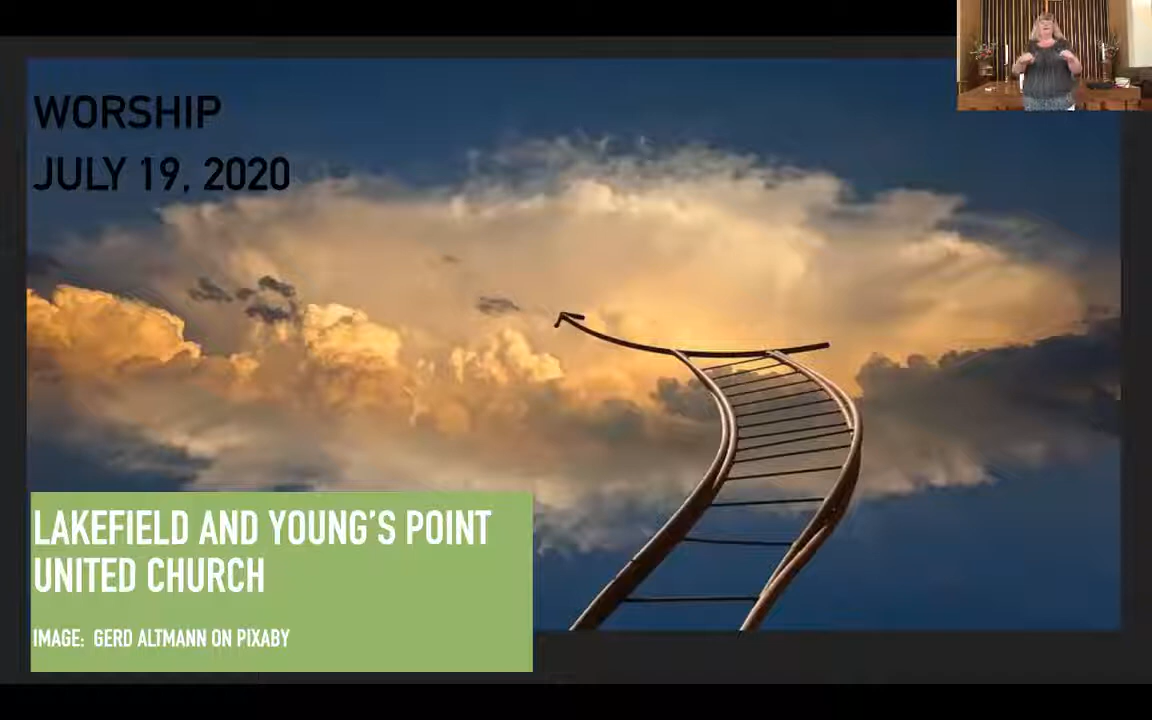 WORSHIP
JULY 19, 2020
LAKEFIELD AND YOUNG'S POINT
UNITED CHURCH
IMAGE: GERD ALTMANN ON PIXABY